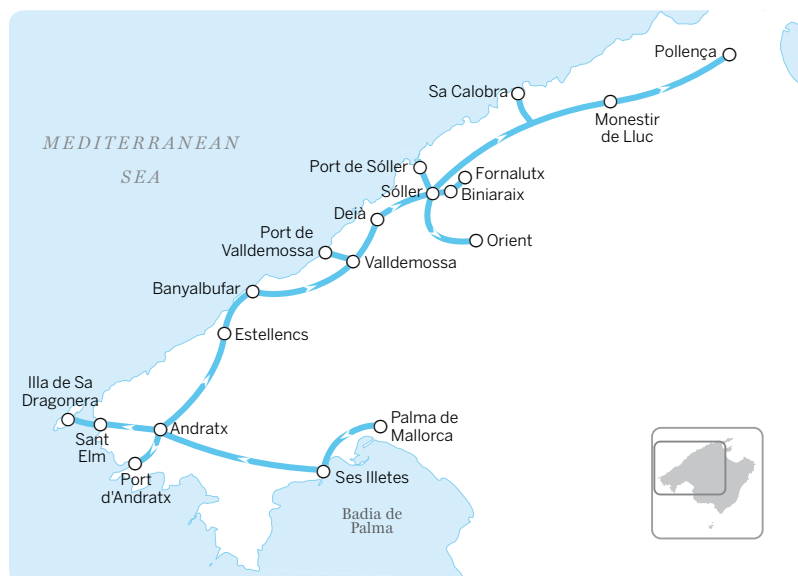 Pollença
Sa Calobra
Monestir
de Lluc
MEDITERRANEAN
SEA
Port de Sóller
Fornalutx
Sóller
Biniaraix
Deià
Orient
Port de
Valldemossa
Valldemossa
Banyalbufar
Estellencs
Illa de Sa
Dragonera
Andratx
Palma de
Mallorca
Sant
Elm
Port
d'Andratx
Ses Illetes
Badia de
Palma